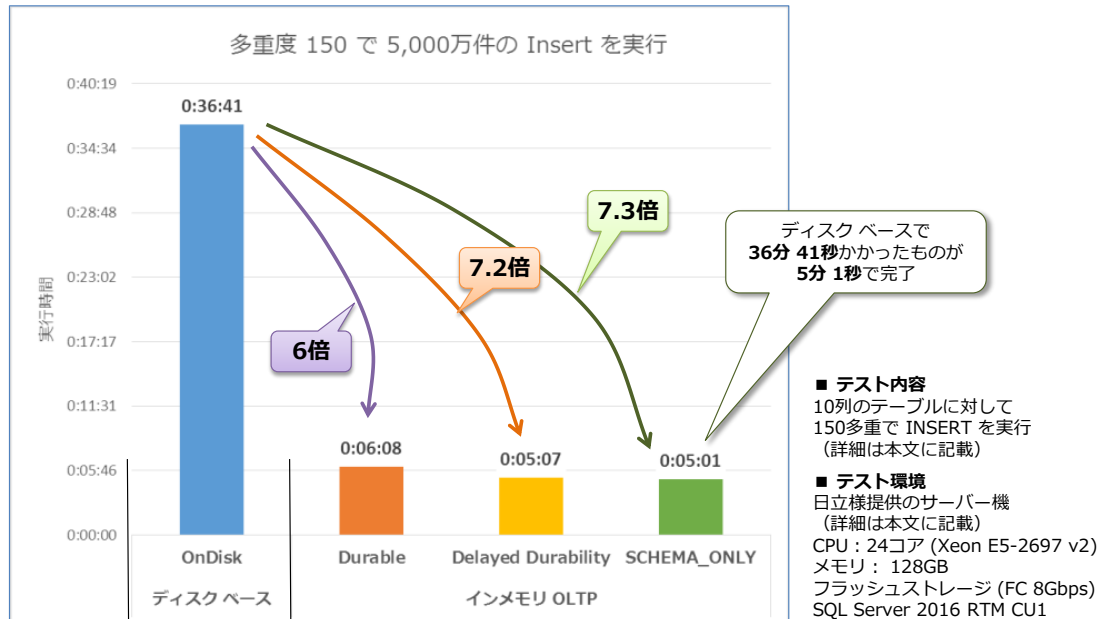 多重度 150 で 5,000万件の Insert を実行
実行時間
0:40:19
0:34:34
0:28:48
0:23:02
0:17:17
0:11:31
0:05:46
0:00:00
0:36:41
0:06:08
0:05:07
0:05:01
6倍
7.2倍
7.3倍
ディスク ベースで
36分 41秒かかったものが
5分 1秒で完了
OnDisk
Durable
Delayed Durability
SCHEMA_ONLY
ディスク ベース
インメモリ OLTP
■ テスト内容
10列のテーブルに対して
150多重で INSERT を実行
（詳細は本文に記載）
■ テスト環境
日立様提供のサーバー機
（詳細は本文に記載）
CPU：24コア (Xeon E5-2697 v2)
メモリ： 128GB
フラッシュストレージ (FC 8Gbps)
SQL Server 2016 RTM CU1